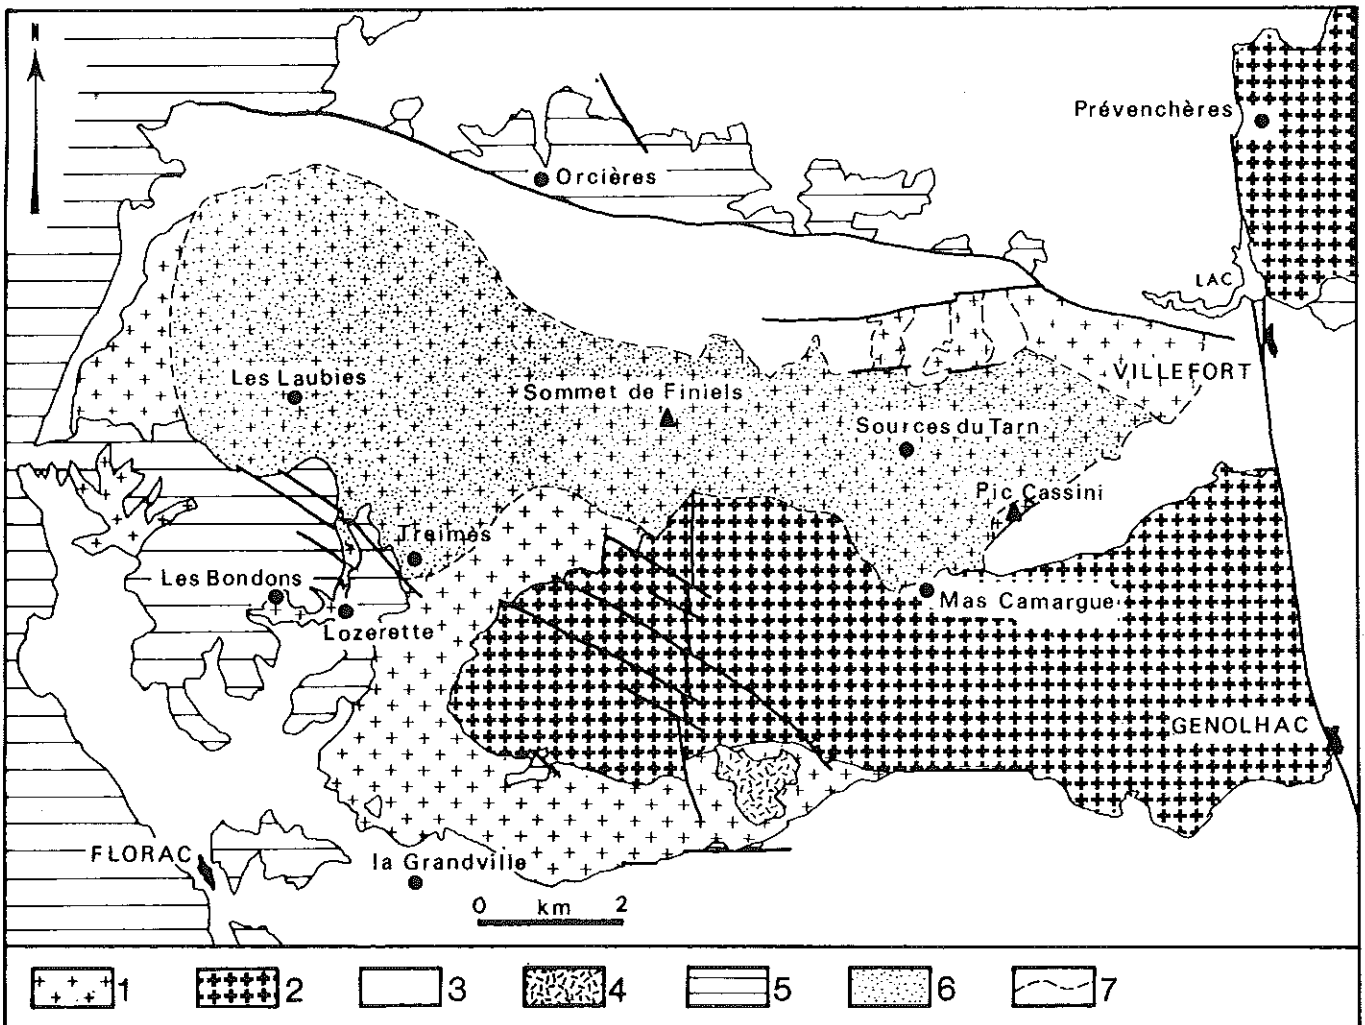 N
Prévenchères
Orcières
LAC
Les Laubies
Sommet de Finiels
VILLEFORT
Sources du Tarn
Pic Cassini
Treimes
Les Bondons
Mas Camargue
Lozerette
GENOLHAC
FLORAC
la Grandville
0 km 2
1 2 3 4 5 6 7